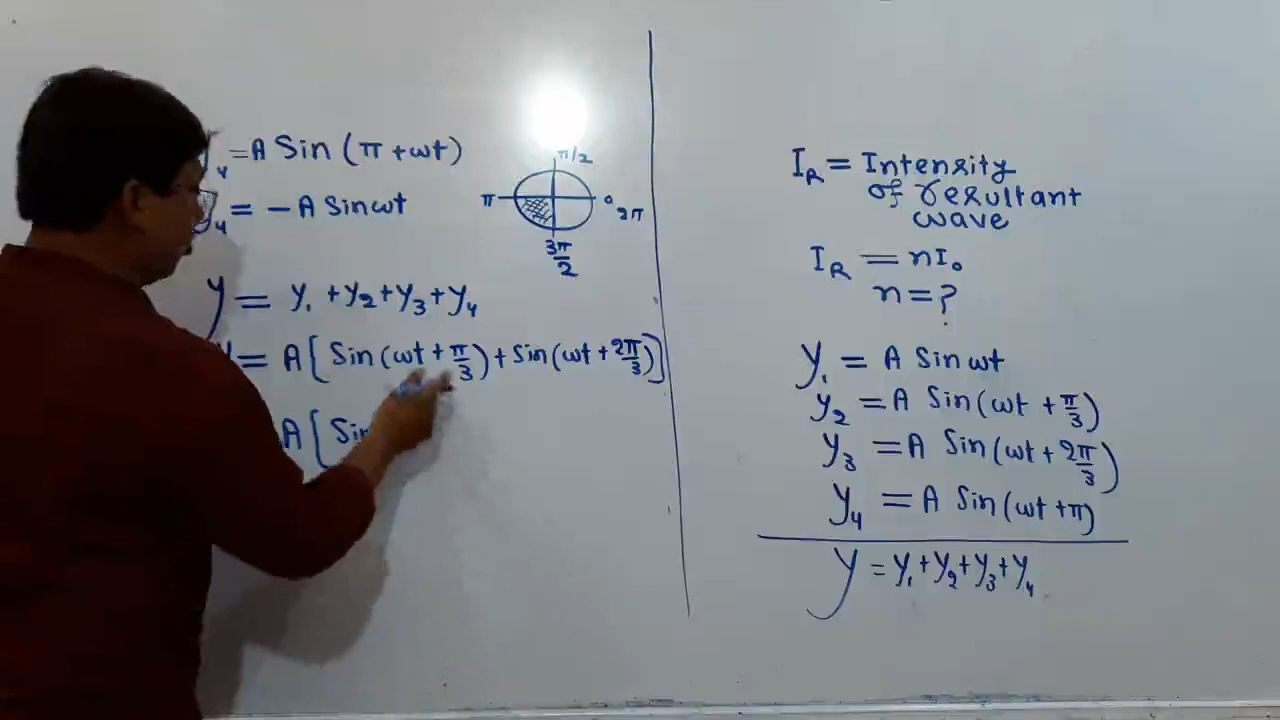 y₄ = A Sin (π + ωt)
y₄ = - A Sinωt
π/2
π
0
2π
3π/2
y = y₁ + y₂ + y₃ + y₄
= A [ Sin (ωt + π/3) + Sin (ωt + 2π/3) ]
A [ Sin
I_R = Intensity
of resultant
wave
I_R = nI₀
n = ?
y₁ = A Sin ωt
y₂ = A Sin (ωt + π/3)
y₃ = A Sin (ωt + 2π/3)
y₄ = A Sin (ωt + π)
y = y₁ + y₂ + y₃ + y₄